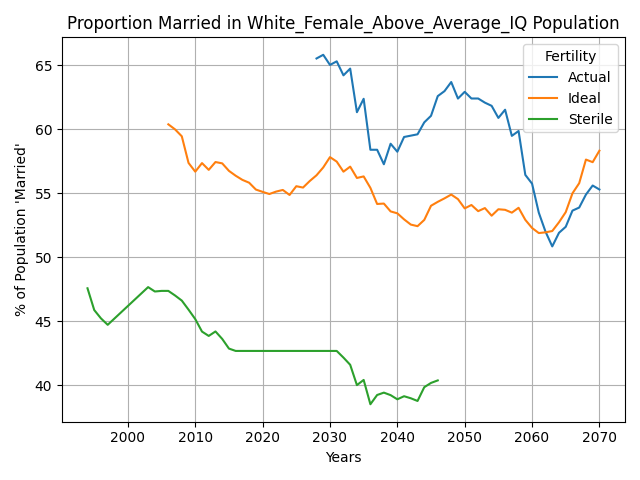 Proportion Married in White_Female_Above_Average_IQ Population
% of Population 'Married'
65
60
55
50
45
40
Fertility
Actual
Ideal
Sterile
2000 2010 2020 2030 2040 2050 2060 2070
Years